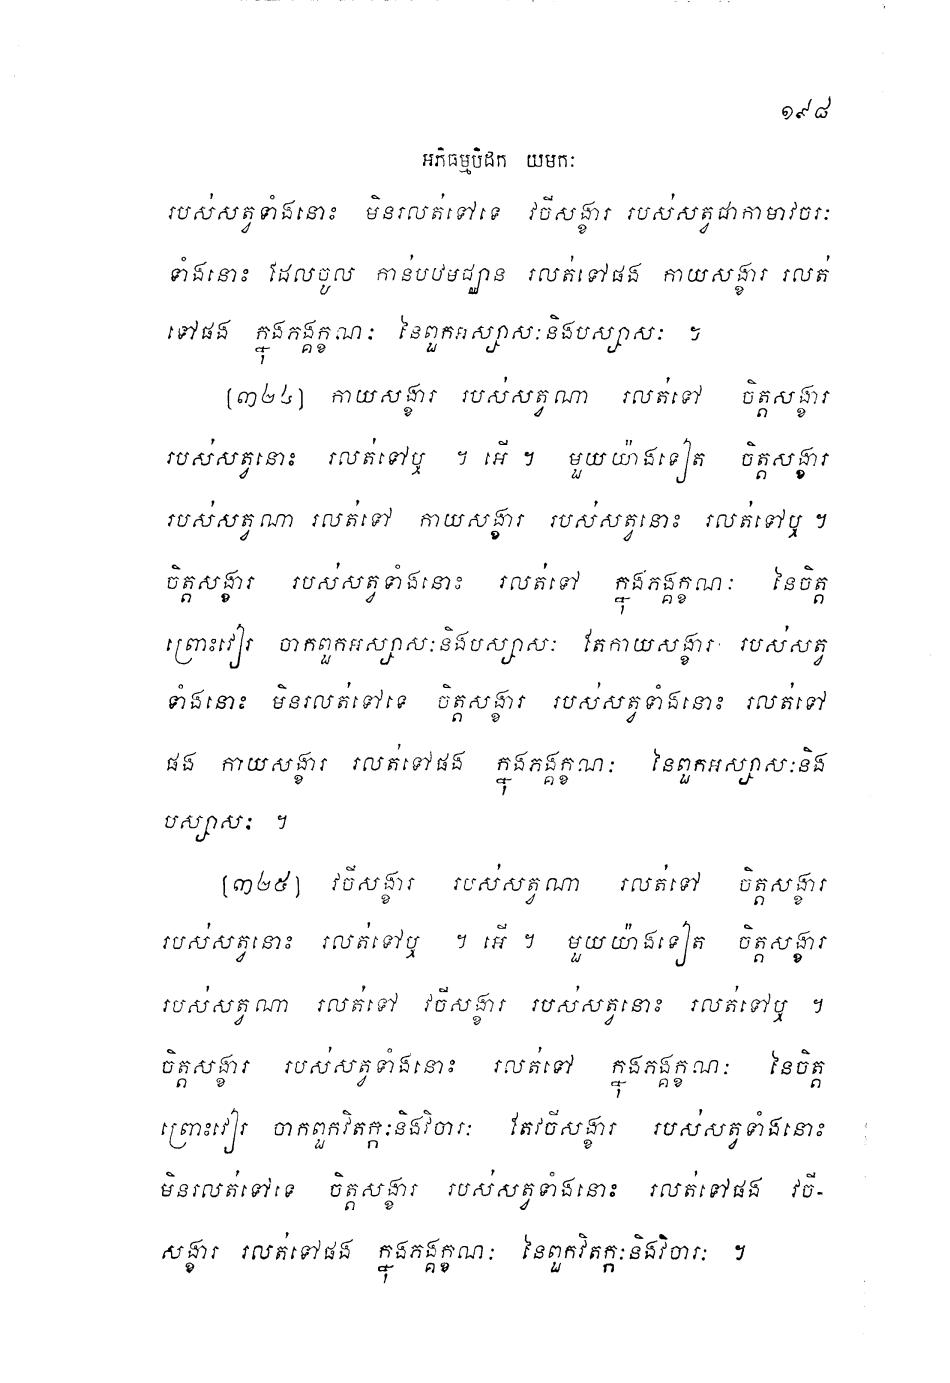 ១៩៨
អភិធម្មបិដក យមកៈ
របស់សត្វទាំងនោះ មិនរលត់ទៅទេ វចីសង្ខារ របស់សត្វជាកាមាវចរៈ
ទាំងនោះ ដែលចូល កាន់បឋមជ្ឈាន រលត់ទៅផង កាយសង្ខារ រលត់
ទៅផង ក្នុងភង្គក្ខណៈ នៃពួកអស្សាសៈនិងបស្សាសៈ ។
[៣២៤] កាយសង្ខារ របស់សត្វណា រលត់ទៅ ចិត្តសង្ខារ
របស់សត្វនោះ រលត់ទៅឬ ។ អើ ។ មួយយ៉ាងទៀត ចិត្តសង្ខារ
របស់សត្វណា រលត់ទៅ កាយសង្ខារ របស់សត្វនោះ រលត់ទៅឬ ។
ចិត្តសង្ខារ របស់សត្វទាំងនោះ រលត់ទៅ ក្នុងភង្គក្ខណៈ នៃចិត្ត
ព្រោះវៀរ ចាកពួកអស្សាសៈនិងបស្សាសៈ តែកាយសង្ខារ របស់សត្វ
ទាំងនោះ មិនរលត់ទៅទេ ចិត្តសង្ខារ របស់សត្វទាំងនោះ រលត់ទៅ
ផង កាយសង្ខារ រលត់ទៅផង ក្នុងភង្គក្ខណៈ នៃពួកអស្សាសៈនិង
បស្សាសៈ ។
[៣២៥] វចីសង្ខារ របស់សត្វណា រលត់ទៅ ចិត្តសង្ខារ
របស់សត្វនោះ រលត់ទៅឬ ។ អើ ។ មួយយ៉ាងទៀត ចិត្តសង្ខារ
របស់សត្វណា រលត់ទៅ វចីសង្ខារ របស់សត្វនោះ រលត់ទៅឬ ។
ចិត្តសង្ខារ របស់សត្វទាំងនោះ រលត់ទៅ ក្នុងភង្គក្ខណៈ នៃចិត្ត
ព្រោះវៀរ ចាកពួកវិតក្កៈនិងវិចារៈ តែវចីសង្ខារ របស់សត្វទាំងនោះ
មិនរលត់ទៅទេ ចិត្តសង្ខារ របស់សត្វទាំងនោះ រលត់ទៅផង វចី-
សង្ខារ រលត់ទៅផង ក្នុងភង្គក្ខណៈ នៃពួកវិតក្កៈនិងវិចារៈ ។